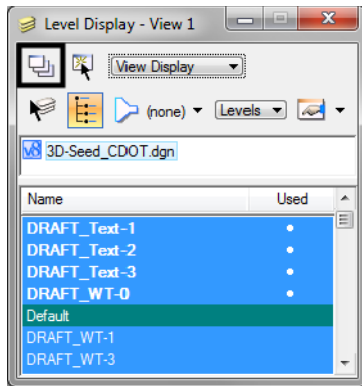 Level Display - View 1
View Display
(none) Levels
V8 3D-Seed_CDOT.dgn
Name Used
DRAFT_Text-1
DRAFT_Text-2
DRAFT_Text-3
DRAFT_WT-0
Default
DRAFT_WT-1
DRAFT_WT-3